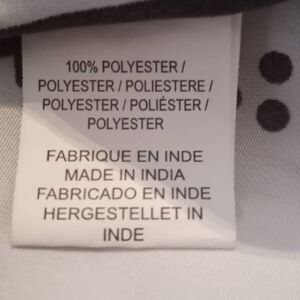 100% POLYESTER /
POLYESTER / POLIESTERE /
POLYESTER / POLIÉSTER /
POLYESTER
FABRIQUE EN INDE
MADE IN INDIA
FABRICADO EN INDE
HERGESTELLET IN
INDE